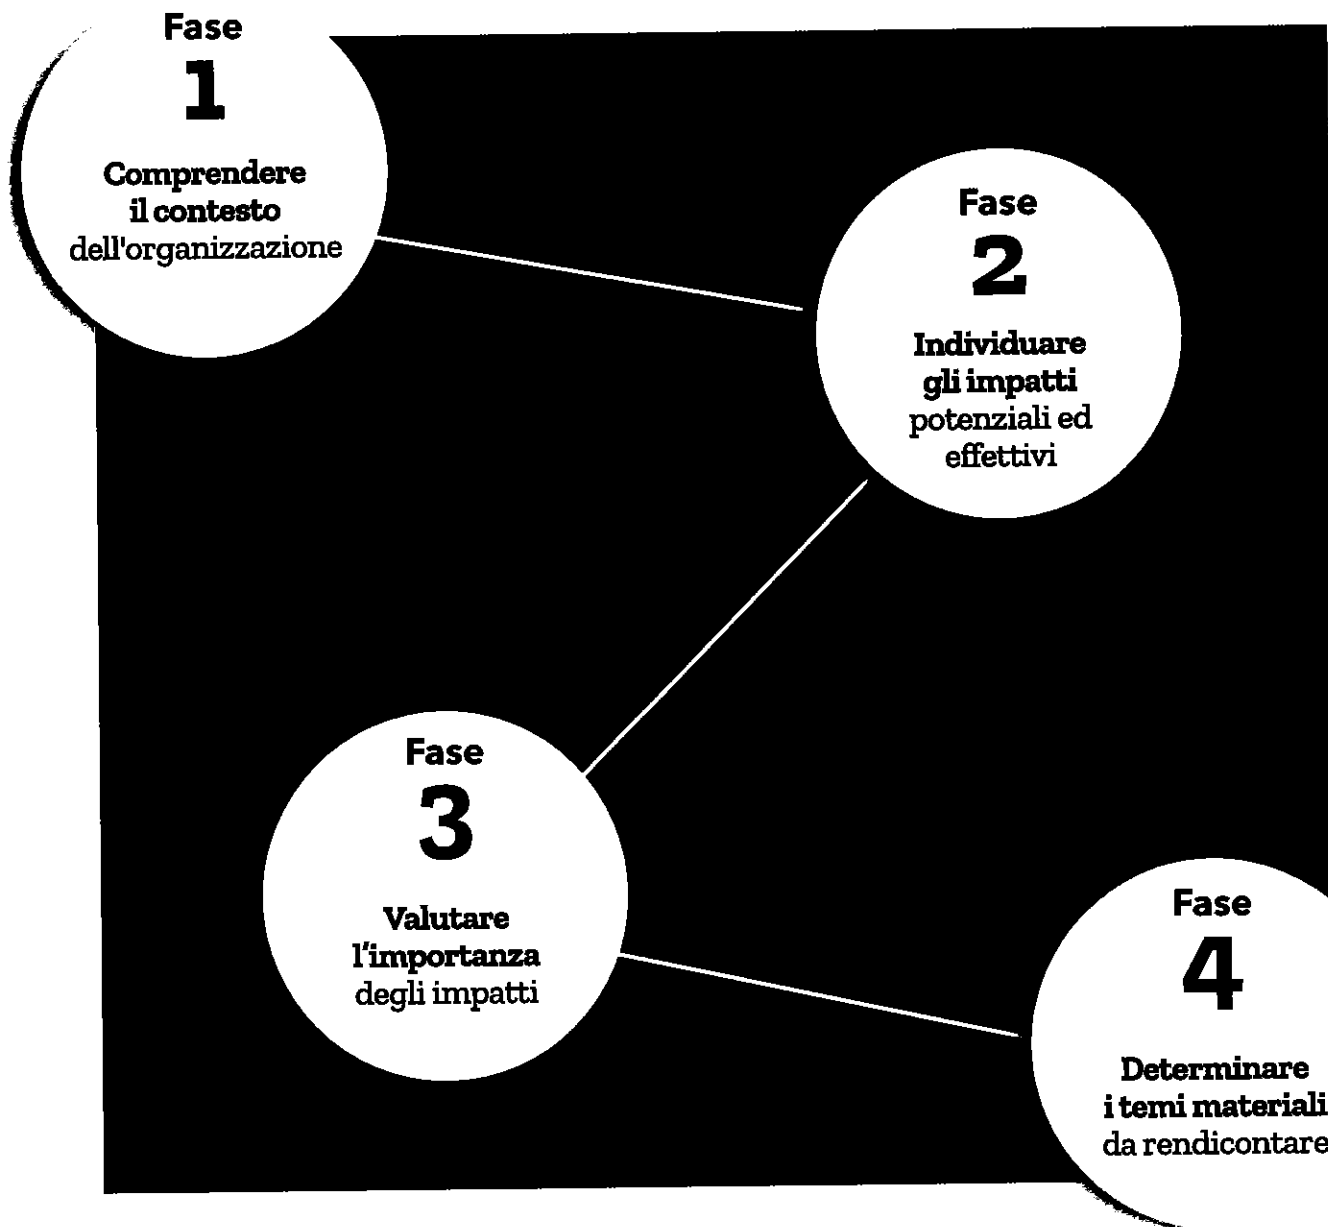 Fase
1
Comprendere
il contesto
dell'organizzazione
Fase
2
Individuare
gli impatti
potenziali ed
effettivi
Fase
3
Valutare
l'importanza
degli impatti
Fase
4
Determinare
i temi materiali
da rendicontare